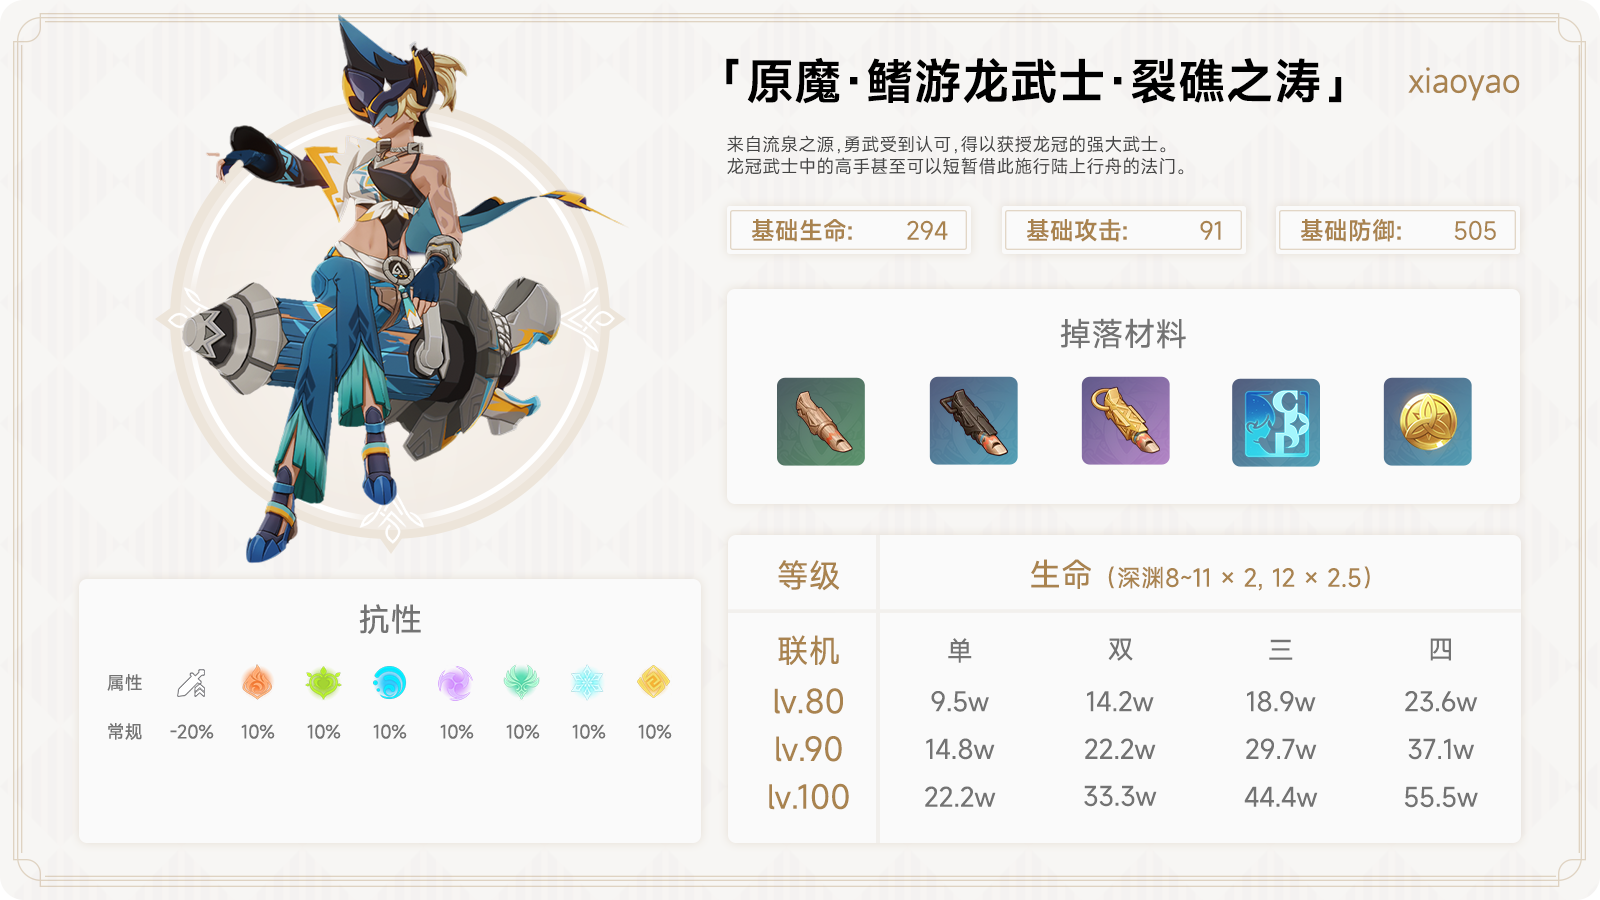 「原魔·鳍游龙武士·裂礁之涛」
xiaoyao
来自流泉之源,勇武受到认可,得以获授龙冠的强大武士。
龙冠武士中的高手甚至可以短暂借此施行陆上行舟的法门。
基础生命: 294
基础攻击: 91
基础防御: 505
掉落材料
抗性
属性
常规 -20% 10% 10% 10% 10% 10% 10% 10%
等级 生命 (深渊8~11 × 2, 12 × 2.5)
联机 单 双 三 四
lv.80 9.5w 14.2w 18.9w 23.6w
lv.90 14.8w 22.2w 29.7w 37.1w
lv.100 22.2w 33.3w 44.4w 55.5w